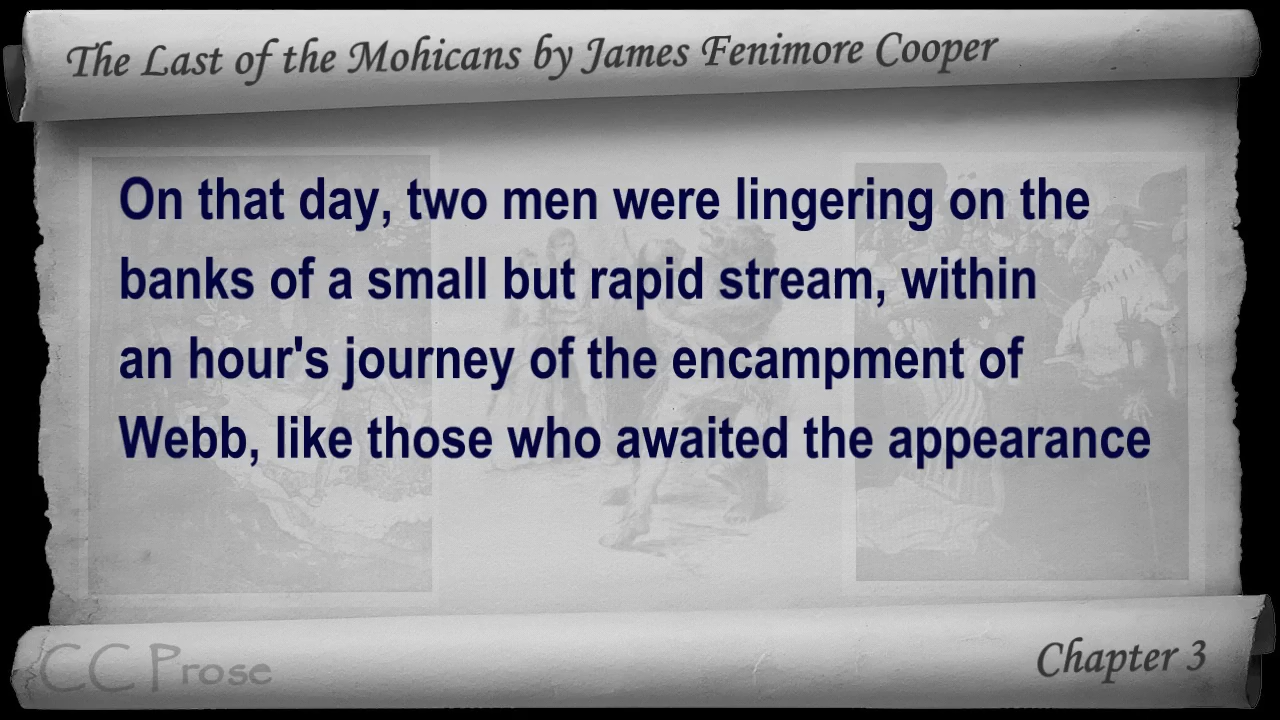 The Last of the Mohicans by James Fenimore Cooper
On that day, two men were lingering on the
banks of a small but rapid stream, within
an hour's journey of the encampment of
Webb, like those who awaited the appearance
CC Prose
Chapter 3